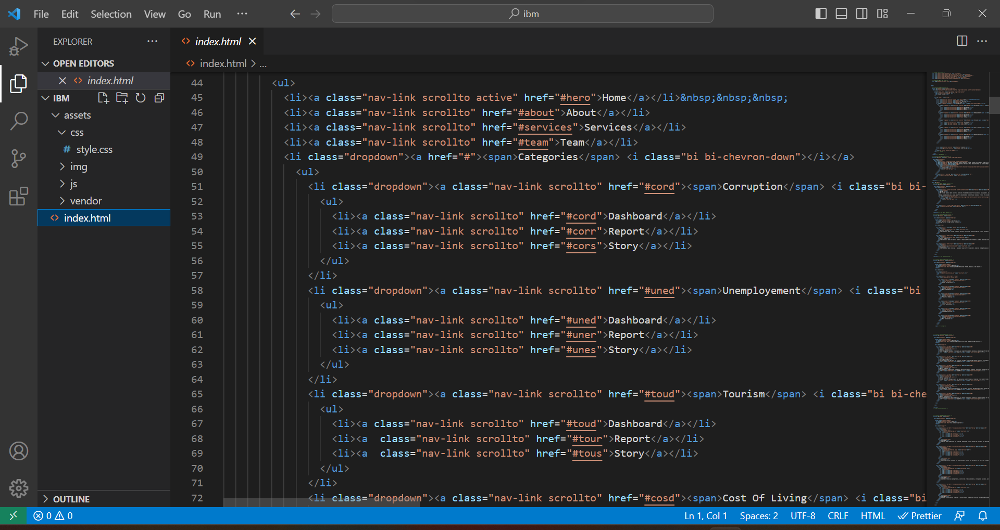 File Edit Selection View Go Run ···
ibm
EXPLORER ···
OPEN EDITORS
index.html
IBM
assets
css
# style.css
img
js
vendor
index.html
OUTLINE
index.html
index.html > ...
44 <ul>
45 <li><a class="nav-link scrollto active" href="#hero">Home</a></li>&nbsp;&nbsp;&nbsp;
46 <li><a class="nav-link scrollto" href="#about">About</a></li>
47 <li><a class="nav-link scrollto" href="#services">Services</a></li>
48 <li><a class="nav-link scrollto" href="#team">Team</a></li>
49 <li class="dropdown"><a href="#"><span>Categories</span> <i class="bi bi-chevron-down"></i></a>
50 <ul>
51 <li class="dropdown"><a class="nav-link scrollto" href="#cord"><span>Corruption</span> <i class="bi bi-
52 <ul>
53 <li><a class="nav-link scrollto" href="#cord">Dashboard</a></li>
54 <li><a class="nav-link scrollto" href="#corr">Report</a></li>
55 <li><a class="nav-link scrollto" href="#cors">Story</a></li>
56 </ul>
57 </li>
58 <li class="dropdown"><a class="nav-link scrollto" href="#uned"><span>Unemployement</span> <i class="bi
59 <ul>
60 <li><a class="nav-link scrollto" href="#uned">Dashboard</a></li>
61 <li><a class="nav-link scrollto" href="#uner">Report</a></li>
62 <li><a class="nav-link scrollto" href="#unes">Story</a></li>
63 </ul>
64 </li>
65 <li class="dropdown"><a class="nav-link scrollto" href="#toud"><span>Tourism</span> <i class="bi bi-che
66 <ul>
67 <li><a class="nav-link scrollto" href="#toud">Dashboard</a></li>
68 <li><a  class="nav-link scrollto" href="#tour">Report</a></li>
69 <li><a  class="nav-link scrollto" href="#tous">Story</a></li>
70 </ul>
71 </li>
72 <li class="dropdown"><a class="nav-link scrollto" href="#cosd"><span>Cost Of Living</span> <i class="bi
0 0 Ln 1, Col 1 Spaces: 2 UTF-8 CRLF HTML Prettier